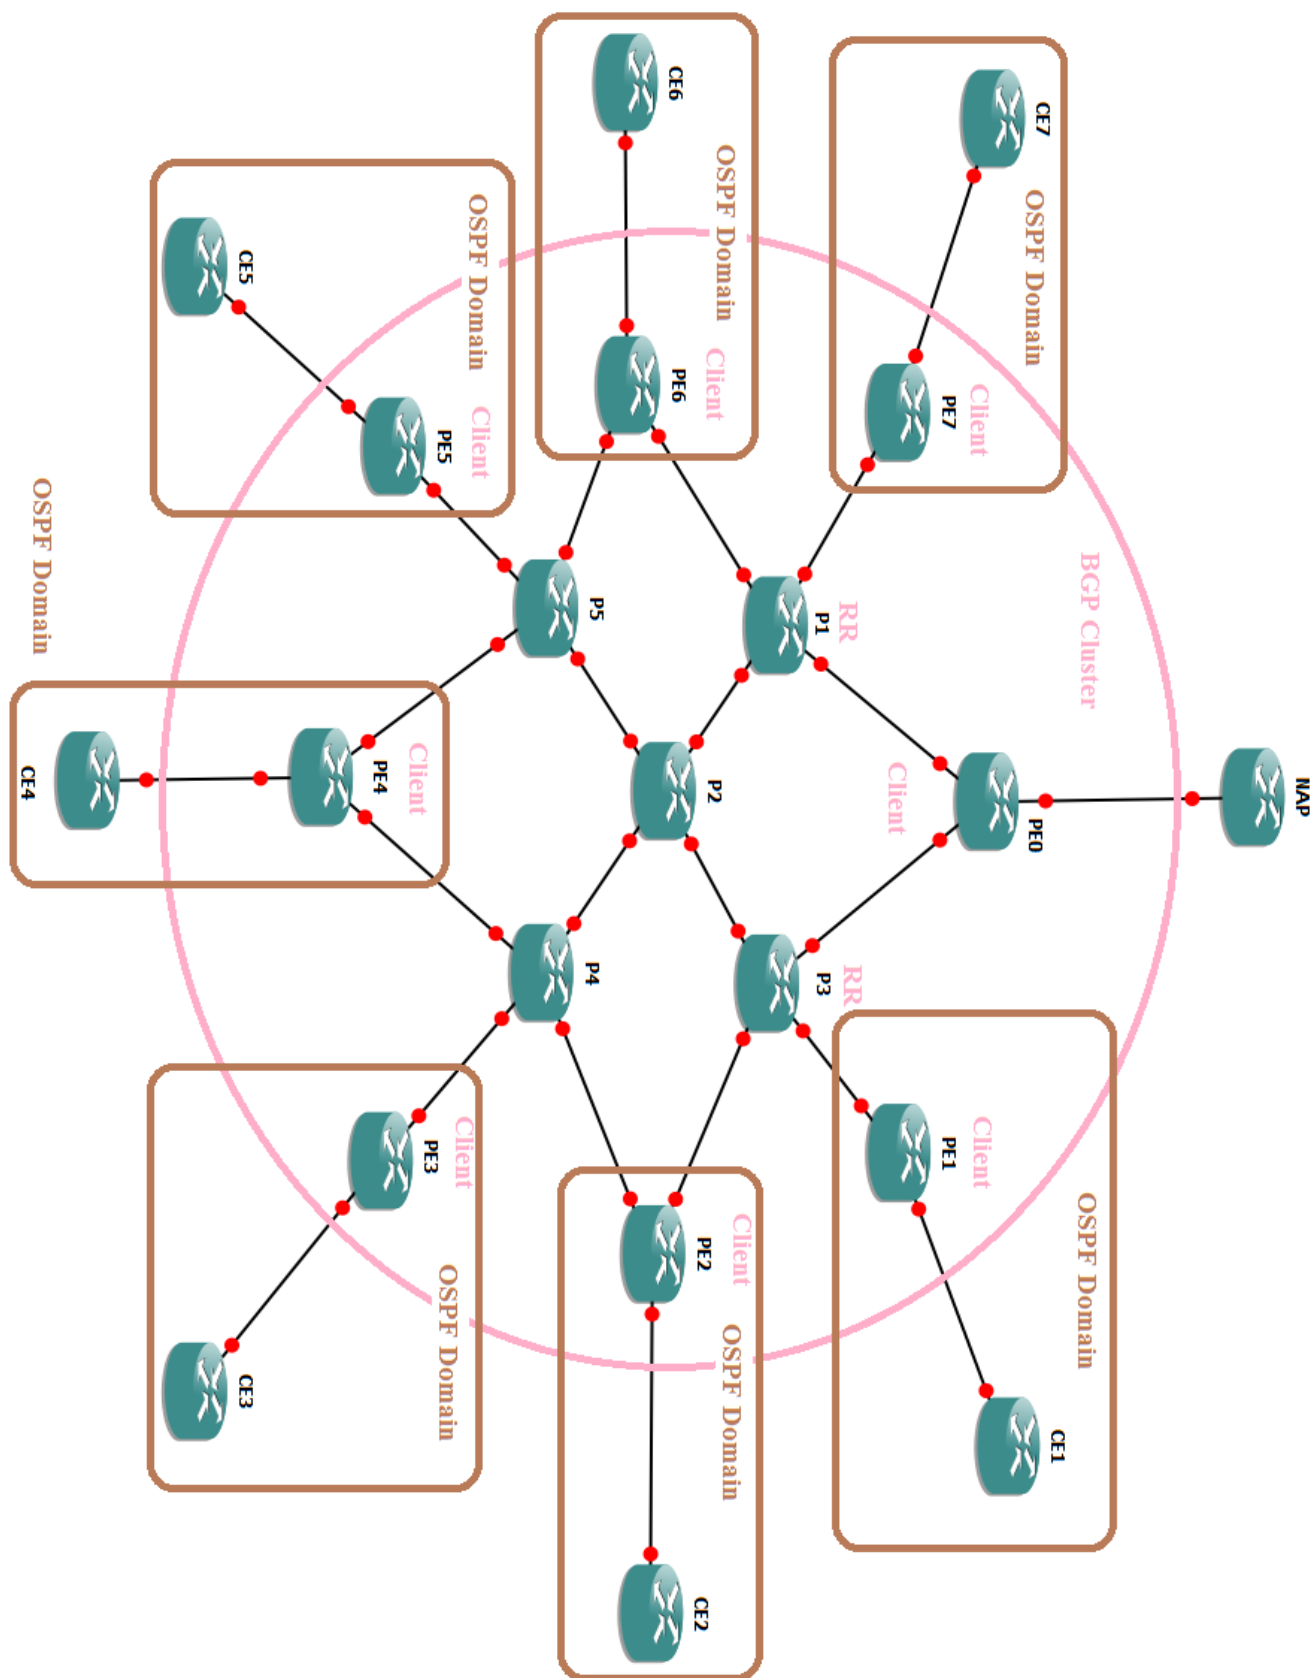 NAP
BGP Cluster
PE0
Client
CE7
OSPF Domain
PE7
Client
RR
P1
RR
P3
PE1
Client
OSPF Domain
CE1
CE6
OSPF Domain
Client
PE6
P2
Client
PE2
OSPF Domain
CE2
OSPF Domain
CE5
Client
PE5
P5
P4
Client
PE4
CE4
OSPF Domain
Client
PE3
OSPF Domain
CE3